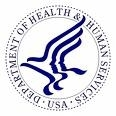 DEPARTMENT OF HEALTH & HUMAN SERVICES · USA